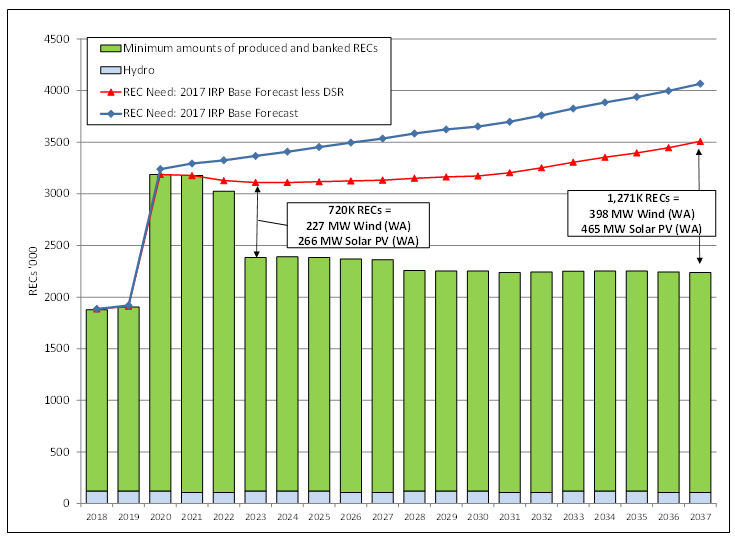 4500
4000
3500
3000
2500
2000
1500
1000
500
0
RECs '000
Minimum amounts of produced and banked RECs
Hydro
REC Need: 2017 IRP Base Forecast less DSR
REC Need: 2017 IRP Base Forecast
720K RECs =
227 MW Wind (WA)
266 MW Solar PV (WA)
1,271K RECs =
398 MW Wind (WA)
465 MW Solar PV (WA)
2018 2019 2020 2021 2022 2023 2024 2025 2026 2027 2028 2029 2030 2031 2032 2033 2034 2035 2036 2037